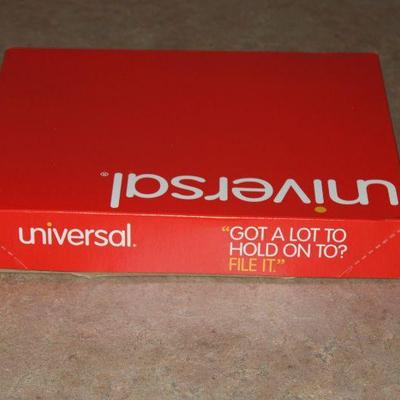 universal®
universal®
"GOT A LOT TO
HOLD ON TO?
FILE IT."